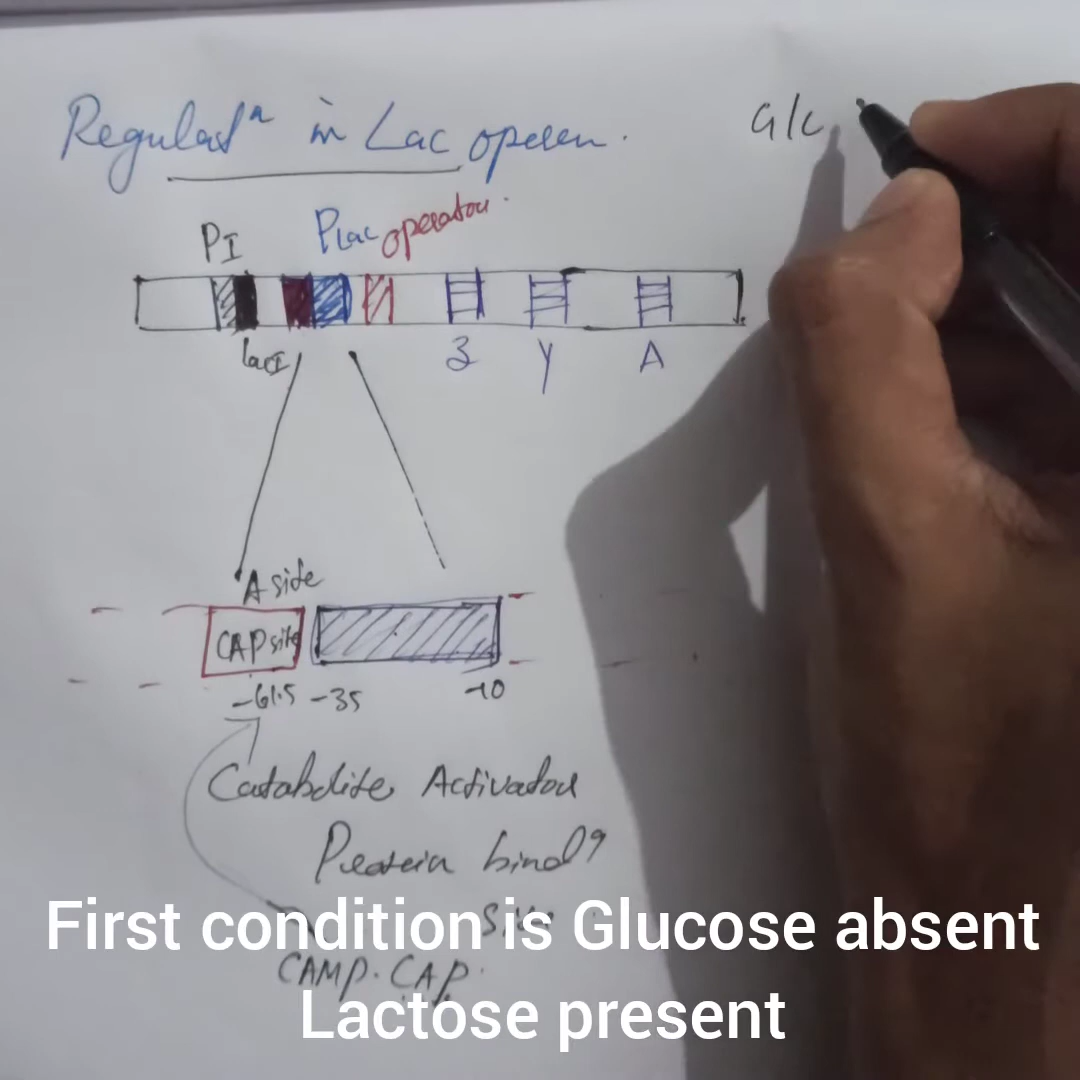 Regulatⁿ in Lac operon.
Glc
PI Plac operator
lacI Z Y A
A side
CAP site
-61.5 -35 -10
Catabolite Activator
Protein bindg
Site
CAMP-CAP
First condition is Glucose absent
Lactose present